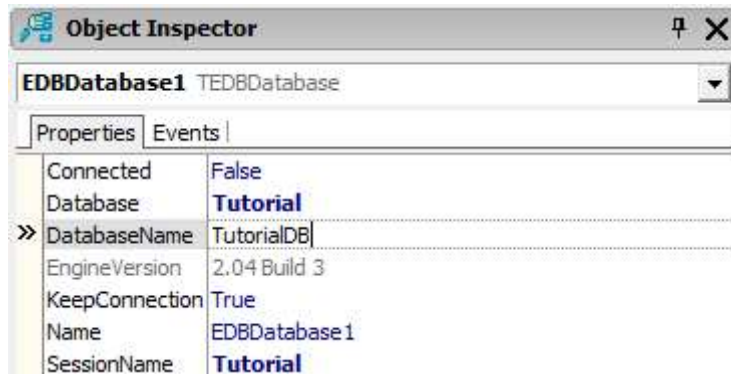 Object Inspector
EDBDatabase1 TEDBDatabase
Properties Events
Connected False
Database Tutorial
» DatabaseName TutorialDB
EngineVersion 2.04 Build 3
KeepConnection True
Name EDBDatabase1
SessionName Tutorial